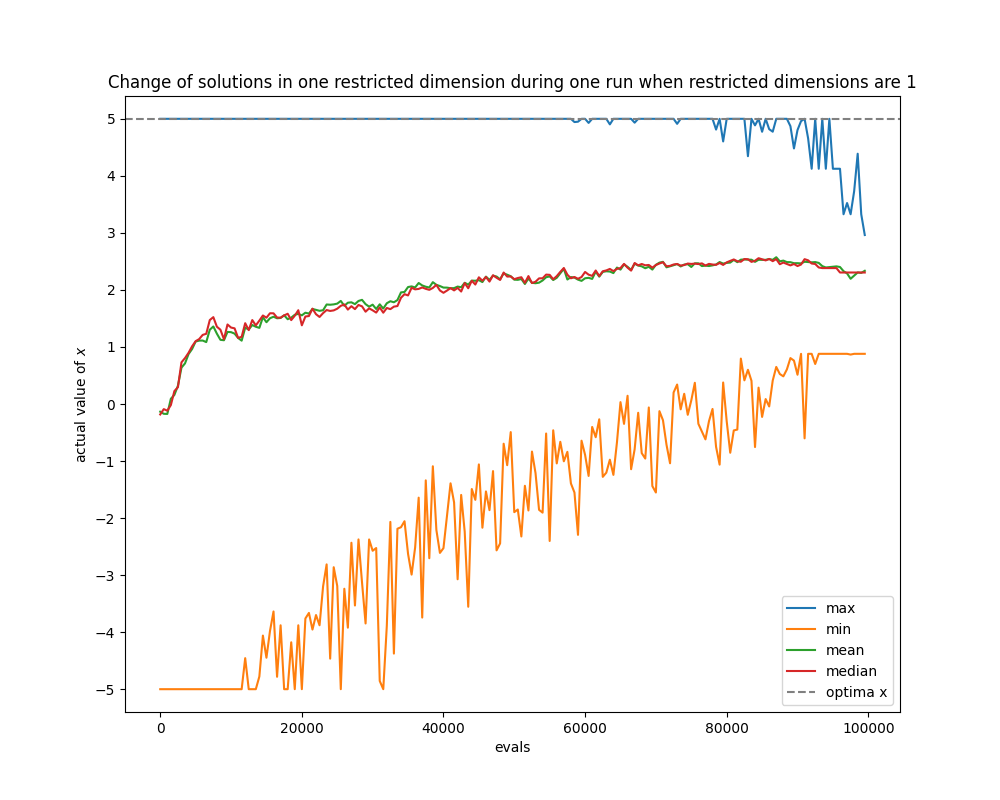 Change of solutions in one restricted dimension during one run when restricted dimensions are 1
5
4
3
2
1
0
−1
−2
−3
−4
−5
actual value of x
0
20000
40000
60000
80000
100000
evals
max
min
mean
median
optima x